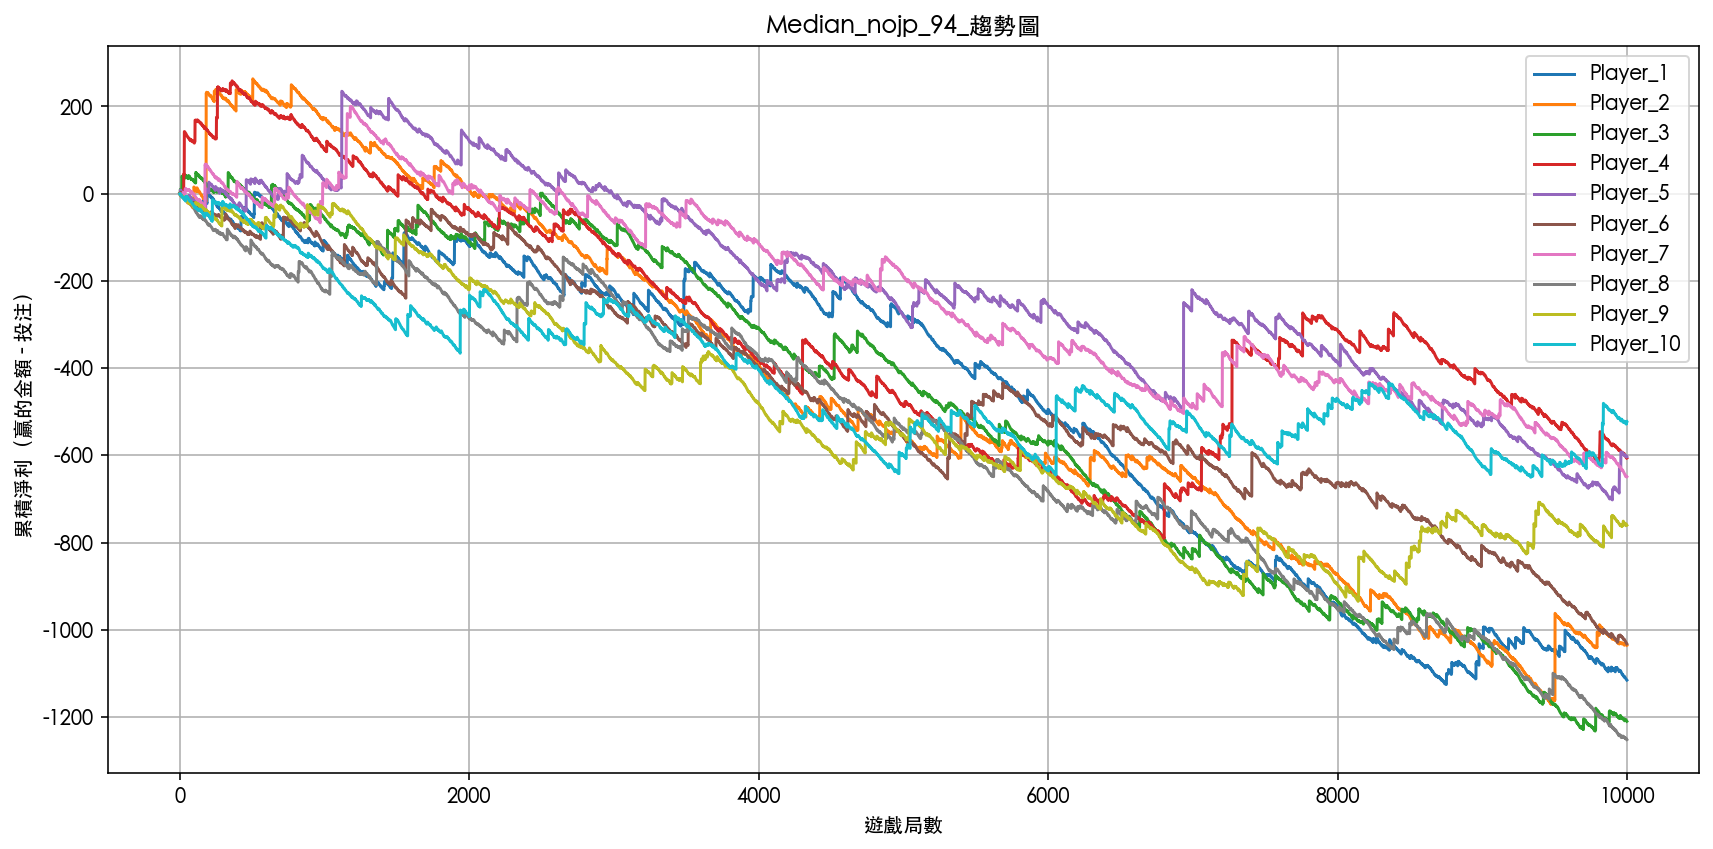 Median_nojp_94_趨勢圖
累積淨利（贏的金額 - 投注）
200
0
-200
-400
-600
-800
-1000
-1200
0 2000 4000 6000 8000 10000
遊戲局數
Player_1
Player_2
Player_3
Player_4
Player_5
Player_6
Player_7
Player_8
Player_9
Player_10